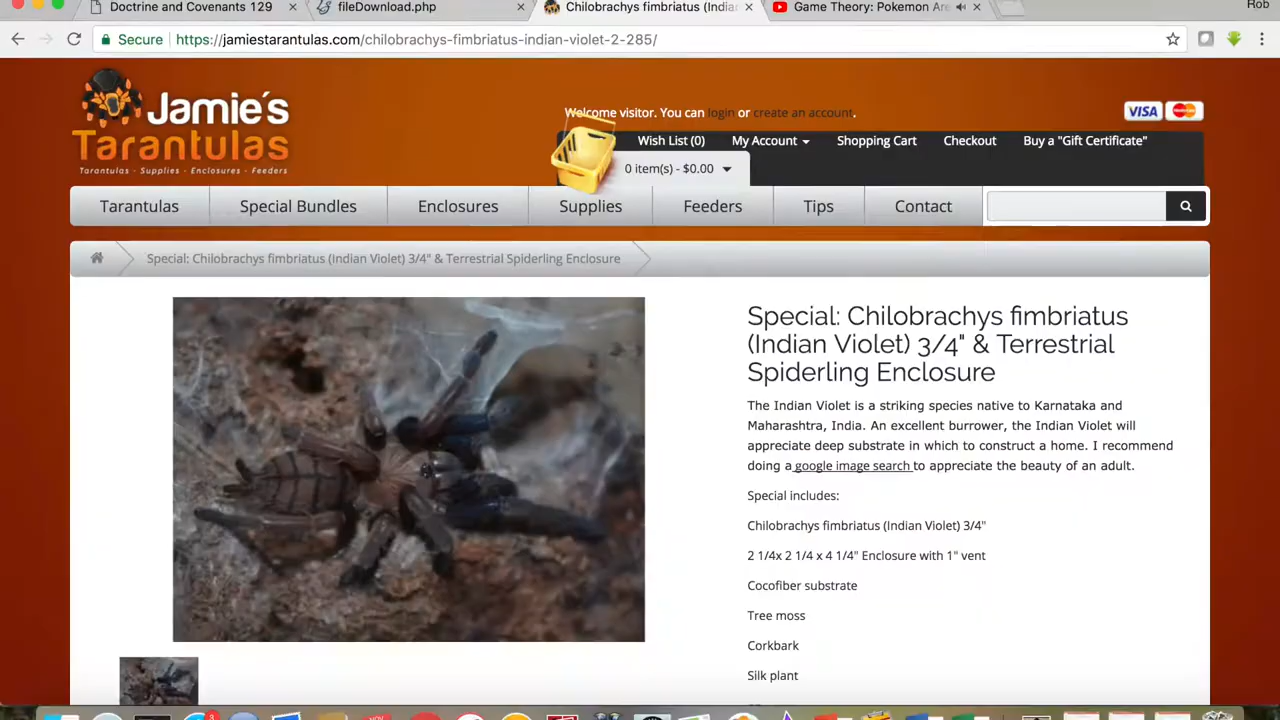 Doctrine and Covenants 129
fileDownload.php
Chilobrachys fimbriatus (Indian
Game Theory: Pokemon Are
Rob
Secure
https://jamiestarantulas.com/chilobrachys-fimbriatus-indian-violet-2-285/
Jamie's
Tarantulas
Tarantulas · Supplies · Enclosures · Feeders
Welcome visitor. You can login or create an account.
VISA
MasterCard
Wish List (0) My Account Shopping Cart Checkout Buy a "Gift Certificate"
0 item(s) - $0.00
Tarantulas Special Bundles Enclosures Supplies Feeders Tips Contact
Special: Chilobrachys fimbriatus (Indian Violet) 3/4" & Terrestrial Spiderling Enclosure
Special: Chilobrachys fimbriatus
(Indian Violet) 3/4" & Terrestrial
Spiderling Enclosure
The Indian Violet is a striking species native to Karnataka and
Maharashtra, India. An excellent burrower, the Indian Violet will
appreciate deep substrate in which to construct a home. I recommend
doing a google image search to appreciate the beauty of an adult.
Special includes:
Chilobrachys fimbriatus (Indian Violet) 3/4"
2 1/4x 2 1/4 x 4 1/4" Enclosure with 1" vent
Cocofiber substrate
Tree moss
Corkbark
Silk plant
3